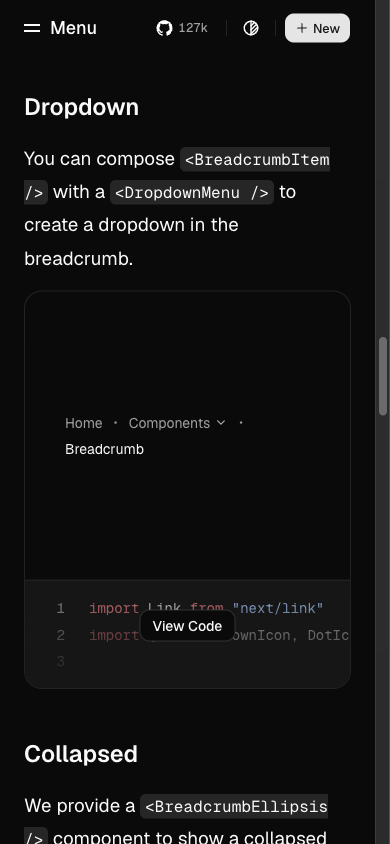 Menu 127k + New
Dropdown
You can compose <BreadcrumbItem
/> with a <DropdownMenu /> to
create a dropdown in the
breadcrumb.
Home · Components ·
Breadcrumb
1 import Link from "next/link"
2 import ownIcon, DotIc
View Code
3
Collapsed
We provide a <BreadcrumbEllipsis
/> component to show a collapsed